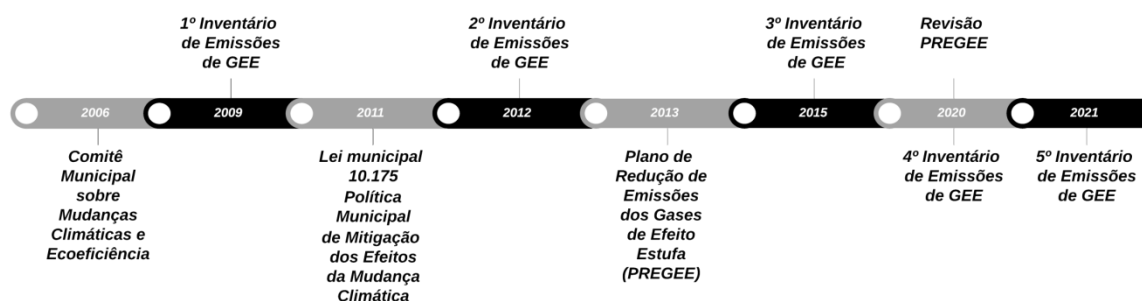 1º Inventário
de Emissões
de GEE
2º Inventário
de Emissões
de GEE
3º Inventário
de Emissões
de GEE
Revisão
PREGEE
2006
2009
2011
2012
2013
2015
2020
2021
Comitê
Municipal
sobre
Mudanças
Climáticas e
Ecoeficiência
Lei municipal
10.175
Política
Municipal
de Mitigação
dos Efeitos
da Mudança
Climática
Plano de
Redução de
Emissões
dos Gases
de Efeito
Estufa
(PREGEE)
4º Inventário
de Emissões
de GEE
5º Inventário
de Emissões
de GEE